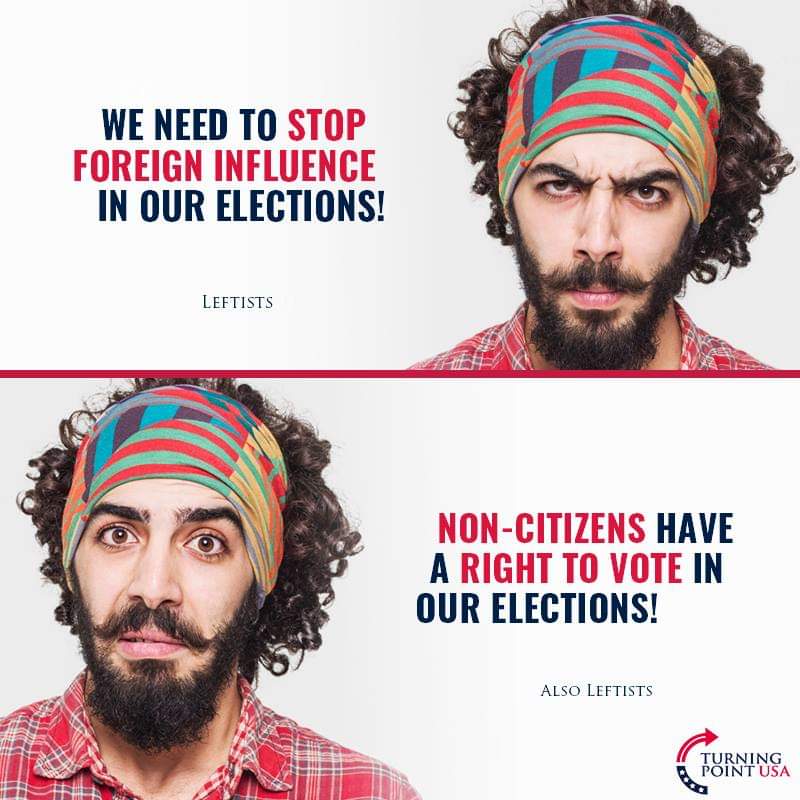 WE NEED TO STOP
FOREIGN INFLUENCE
IN OUR ELECTIONS!
LEFTISTS
NON-CITIZENS HAVE
A RIGHT TO VOTE IN
OUR ELECTIONS!
ALSO LEFTISTS
TURNING
POINT USA